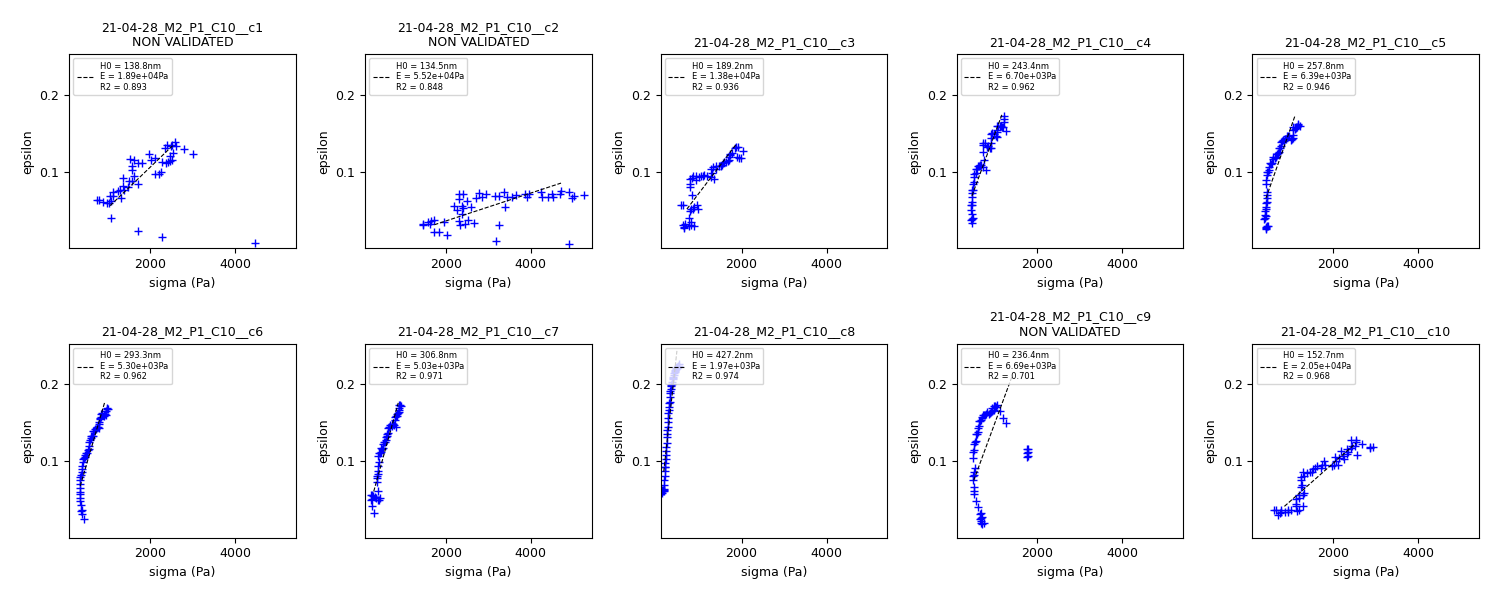 21-04-28_M2_P1_C10__c1
NON VALIDATED
H0 = 138.8nm
E = 1.89e+04Pa
R2 = 0.893
0.2
0.1
epsilon
2000 4000
sigma (Pa)
21-04-28_M2_P1_C10__c2
NON VALIDATED
H0 = 134.5nm
E = 5.52e+04Pa
R2 = 0.848
0.2
0.1
epsilon
2000 4000
sigma (Pa)
21-04-28_M2_P1_C10__c3
H0 = 189.2nm
E = 1.38e+04Pa
R2 = 0.936
0.2
0.1
epsilon
2000 4000
sigma (Pa)
21-04-28_M2_P1_C10__c4
H0 = 243.4nm
E = 6.70e+03Pa
R2 = 0.962
0.2
0.1
epsilon
2000 4000
sigma (Pa)
21-04-28_M2_P1_C10__c5
H0 = 257.8nm
E = 6.39e+03Pa
R2 = 0.946
0.2
0.1
epsilon
2000 4000
sigma (Pa)
21-04-28_M2_P1_C10__c6
H0 = 293.3nm
E = 5.30e+03Pa
R2 = 0.962
0.2
0.1
epsilon
2000 4000
sigma (Pa)
21-04-28_M2_P1_C10__c7
H0 = 306.8nm
E = 5.03e+03Pa
R2 = 0.971
0.2
0.1
epsilon
2000 4000
sigma (Pa)
21-04-28_M2_P1_C10__c8
H0 = 427.2nm
E = 1.97e+03Pa
R2 = 0.974
0.2
0.1
epsilon
2000 4000
sigma (Pa)
21-04-28_M2_P1_C10__c9
NON VALIDATED
H0 = 236.4nm
E = 6.69e+03Pa
R2 = 0.701
0.2
0.1
epsilon
2000 4000
sigma (Pa)
21-04-28_M2_P1_C10__c10
H0 = 152.7nm
E = 2.05e+04Pa
R2 = 0.968
0.2
0.1
epsilon
2000 4000
sigma (Pa)